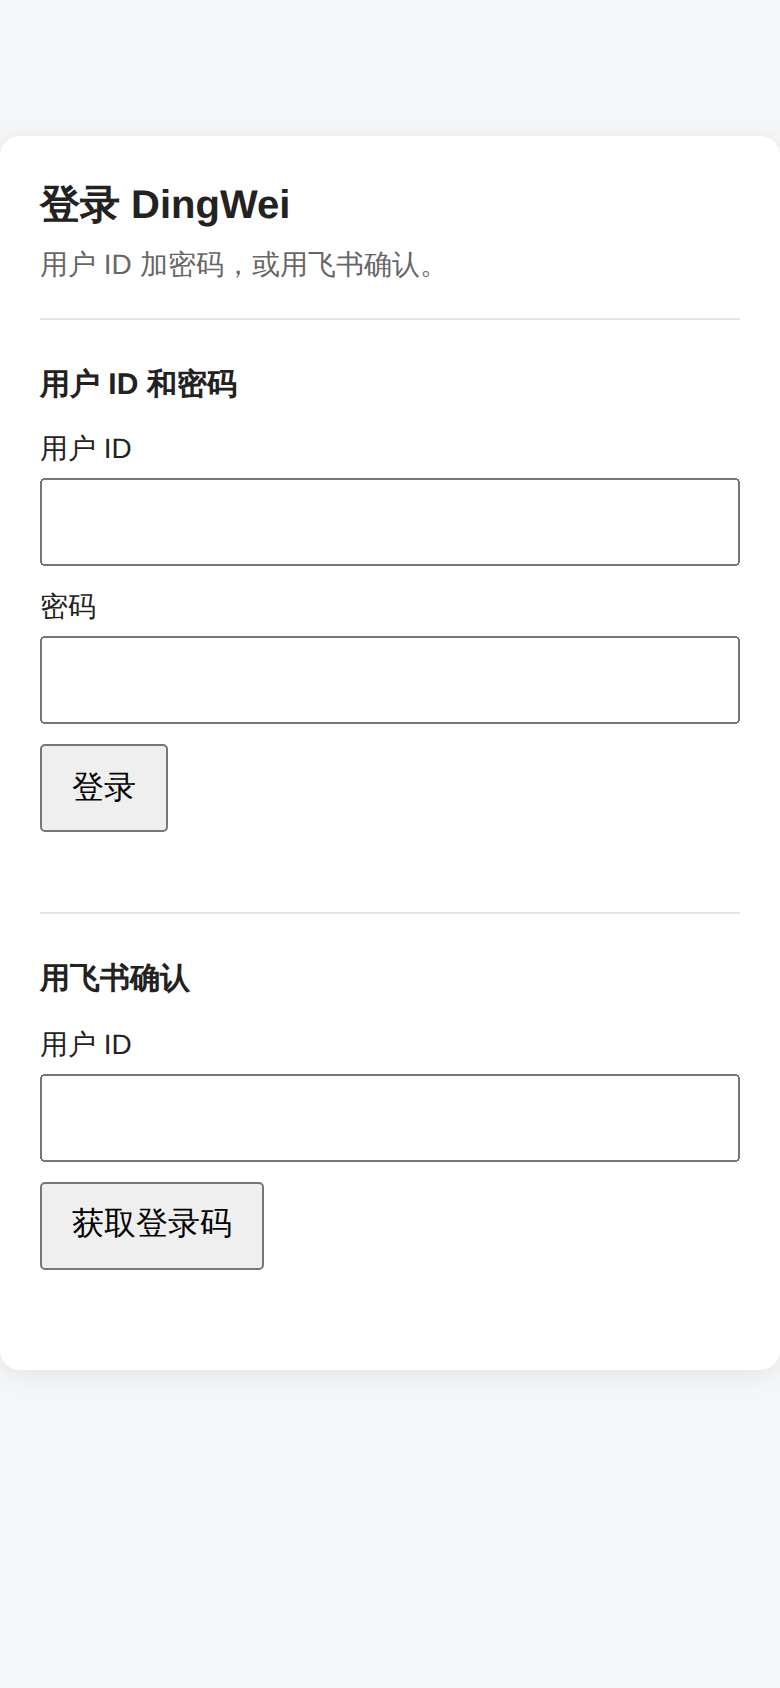 登录 DingWei
用户 ID 加密码，或用飞书确认。
用户 ID 和密码
用户 ID
密码
登录
用飞书确认
用户 ID
获取登录码